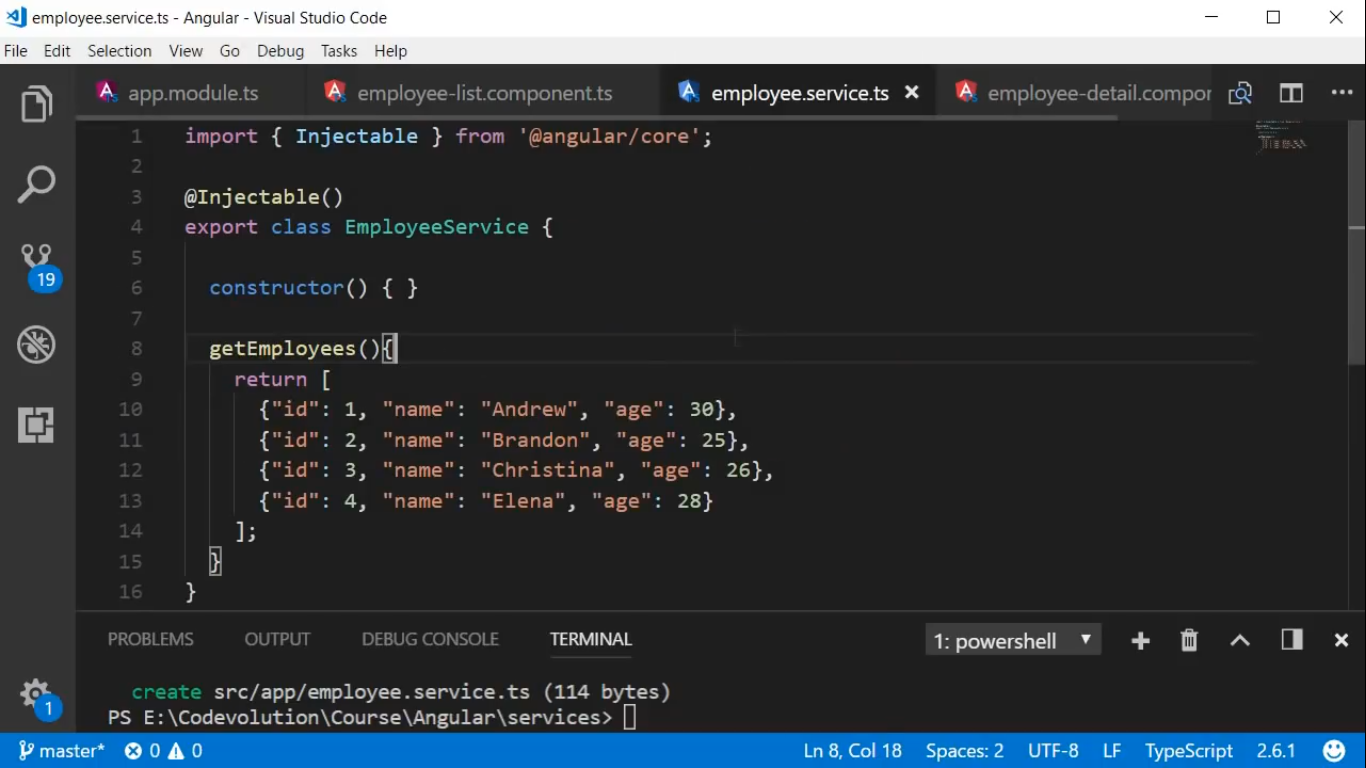 employee.service.ts - Angular - Visual Studio Code
File Edit Selection View Go Debug Tasks Help
app.module.ts employee-list.component.ts employee.service.ts employee-detail.compor
1 import { Injectable } from '@angular/core';
2
3 @Injectable()
4 export class EmployeeService {
5
6 constructor() { }
7
8 getEmployees(){
9 return [
10 {"id": 1, "name": "Andrew", "age": 30},
11 {"id": 2, "name": "Brandon", "age": 25},
12 {"id": 3, "name": "Christina", "age": 26},
13 {"id": 4, "name": "Elena", "age": 28}
14 ];
15 }
16 }
19
1
PROBLEMS OUTPUT DEBUG CONSOLE TERMINAL 1: powershell
create src/app/employee.service.ts (114 bytes)
PS E:\Codevolution\Course\Angular\services>
master* 0 0 Ln 8, Col 18 Spaces: 2 UTF-8 LF TypeScript 2.6.1